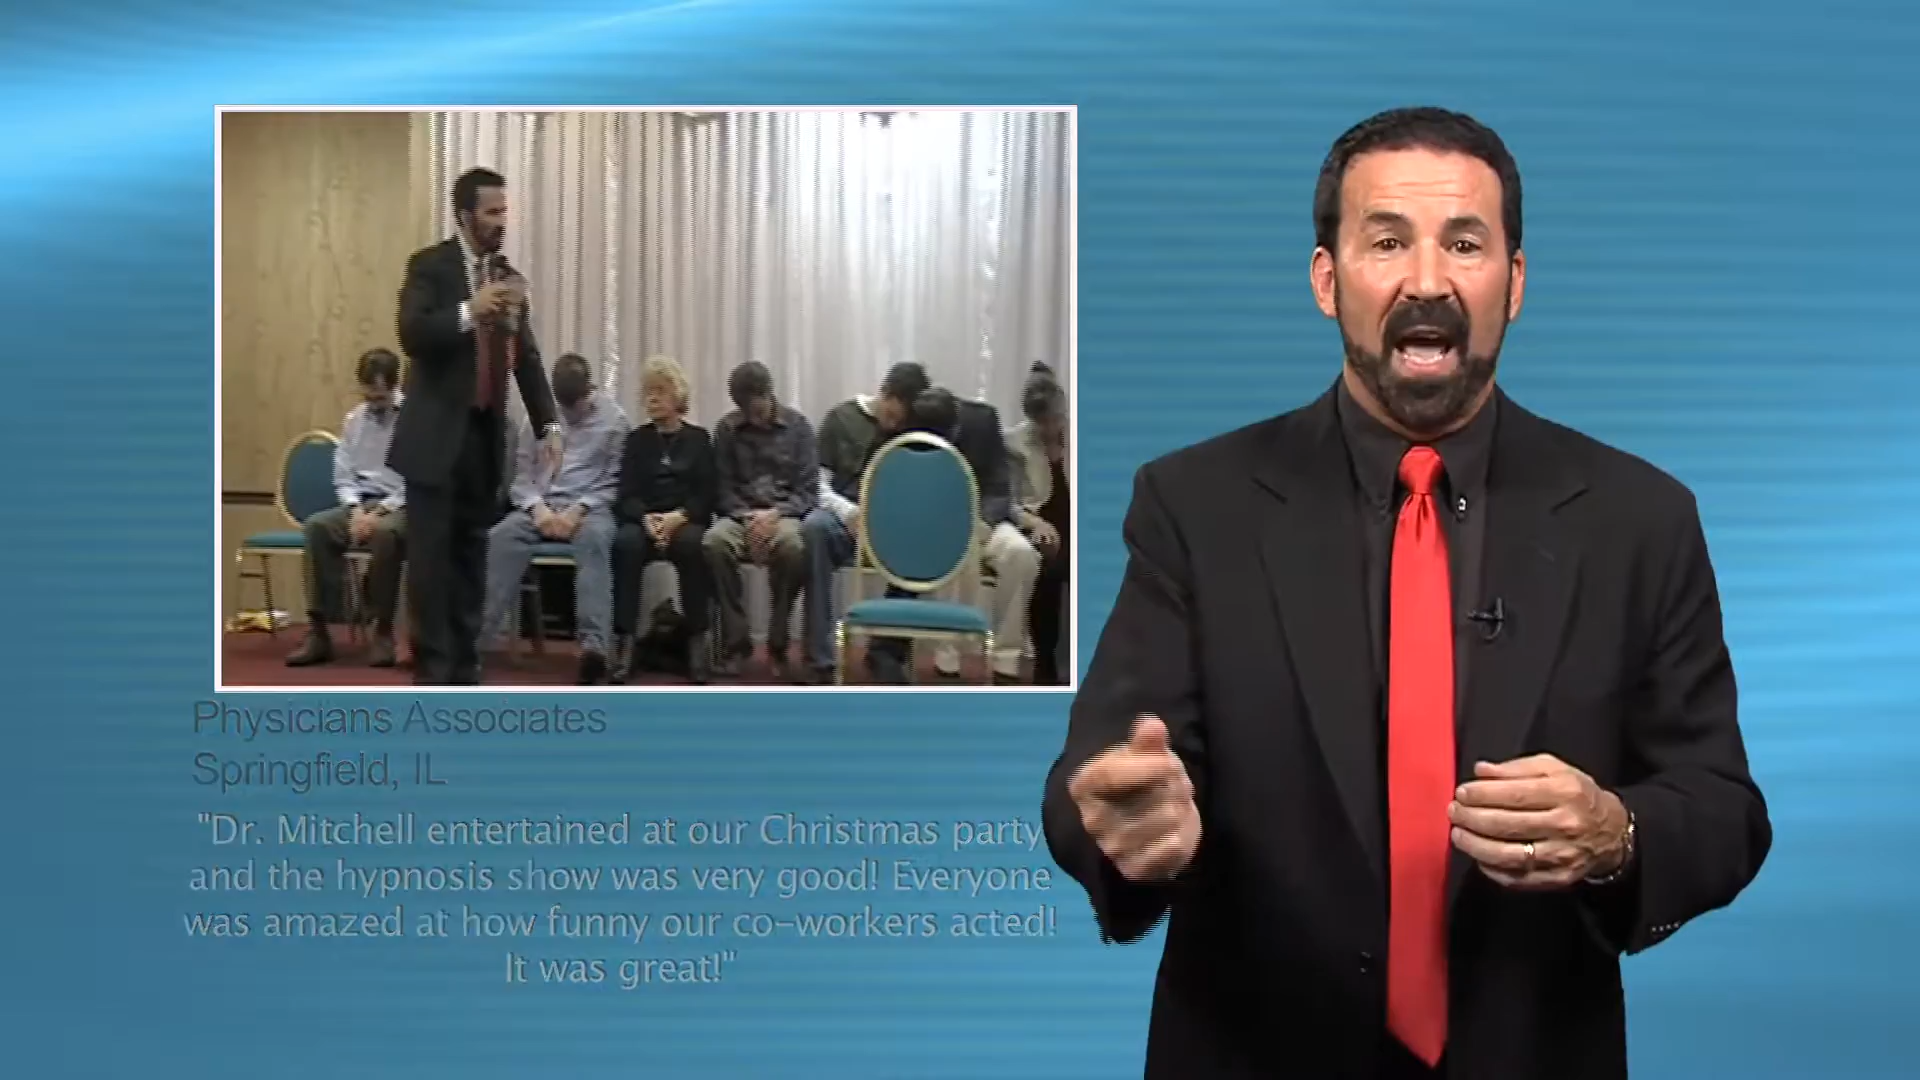 Physicians Associates
Springfield, IL
"Dr. Mitchell entertained at our Christmas party
and the hypnosis show was very good! Everyone
was amazed at how funny our co-workers acted!
It was great!"